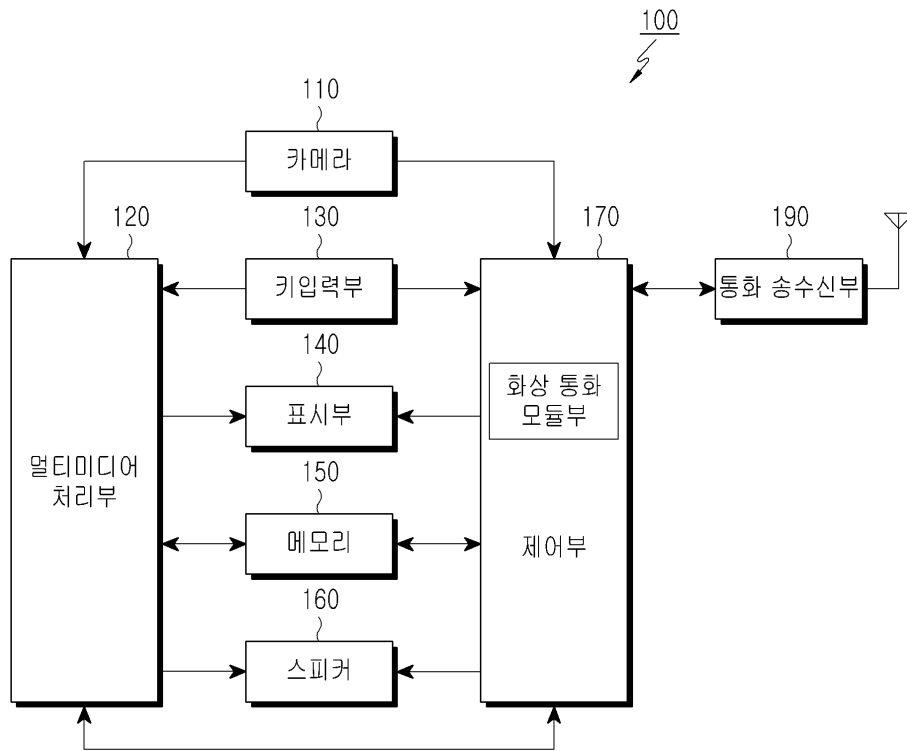 100
110
카메라
120
130
170
190
키입력부
통화 송수신부
140
화상 통화
모듈부
표시부
멀티미디어
처리부
150
메모리
제어부
160
스피커